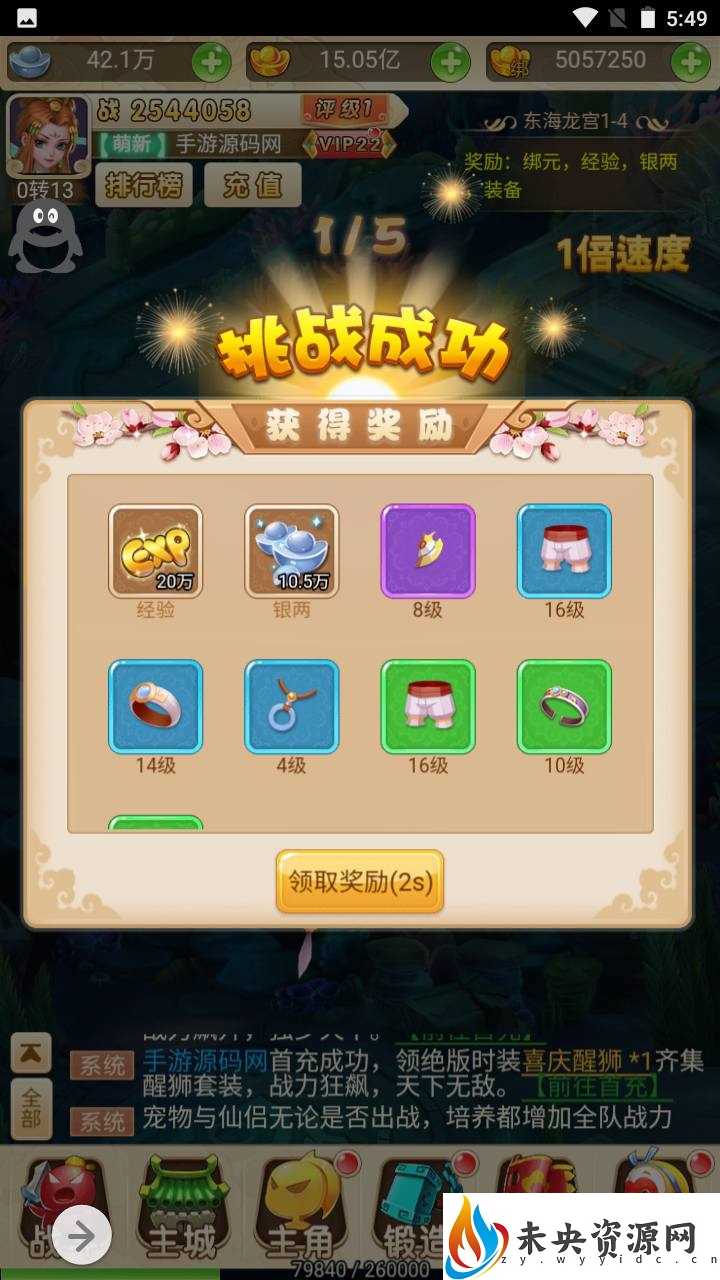 5:49
42.1万
15.05亿
绑
5057250
战 2544058
评级1
萌新
手游源码网
VIP22
0转13
排行榜
充值
东海龙宫1-4
奖励：绑元，经验，银两
装备
1/5
1倍速度
挑战成功
获得奖励
EXP
20万
10.5万
经验
银两
8级
16级
14级
4级
16级
10级
领取奖励(2s)
系统
手游源码网首充成功，领绝版时装喜庆醒狮 *1齐集
醒狮套装，战力狂飙，天下无敌。 【前往首充】
全部
系统
宠物与仙侣无论是否出战，培养都增加全队战力
主城
主角
锻造
79840 / 260000
未央资源网
zy.wyyidc.cn